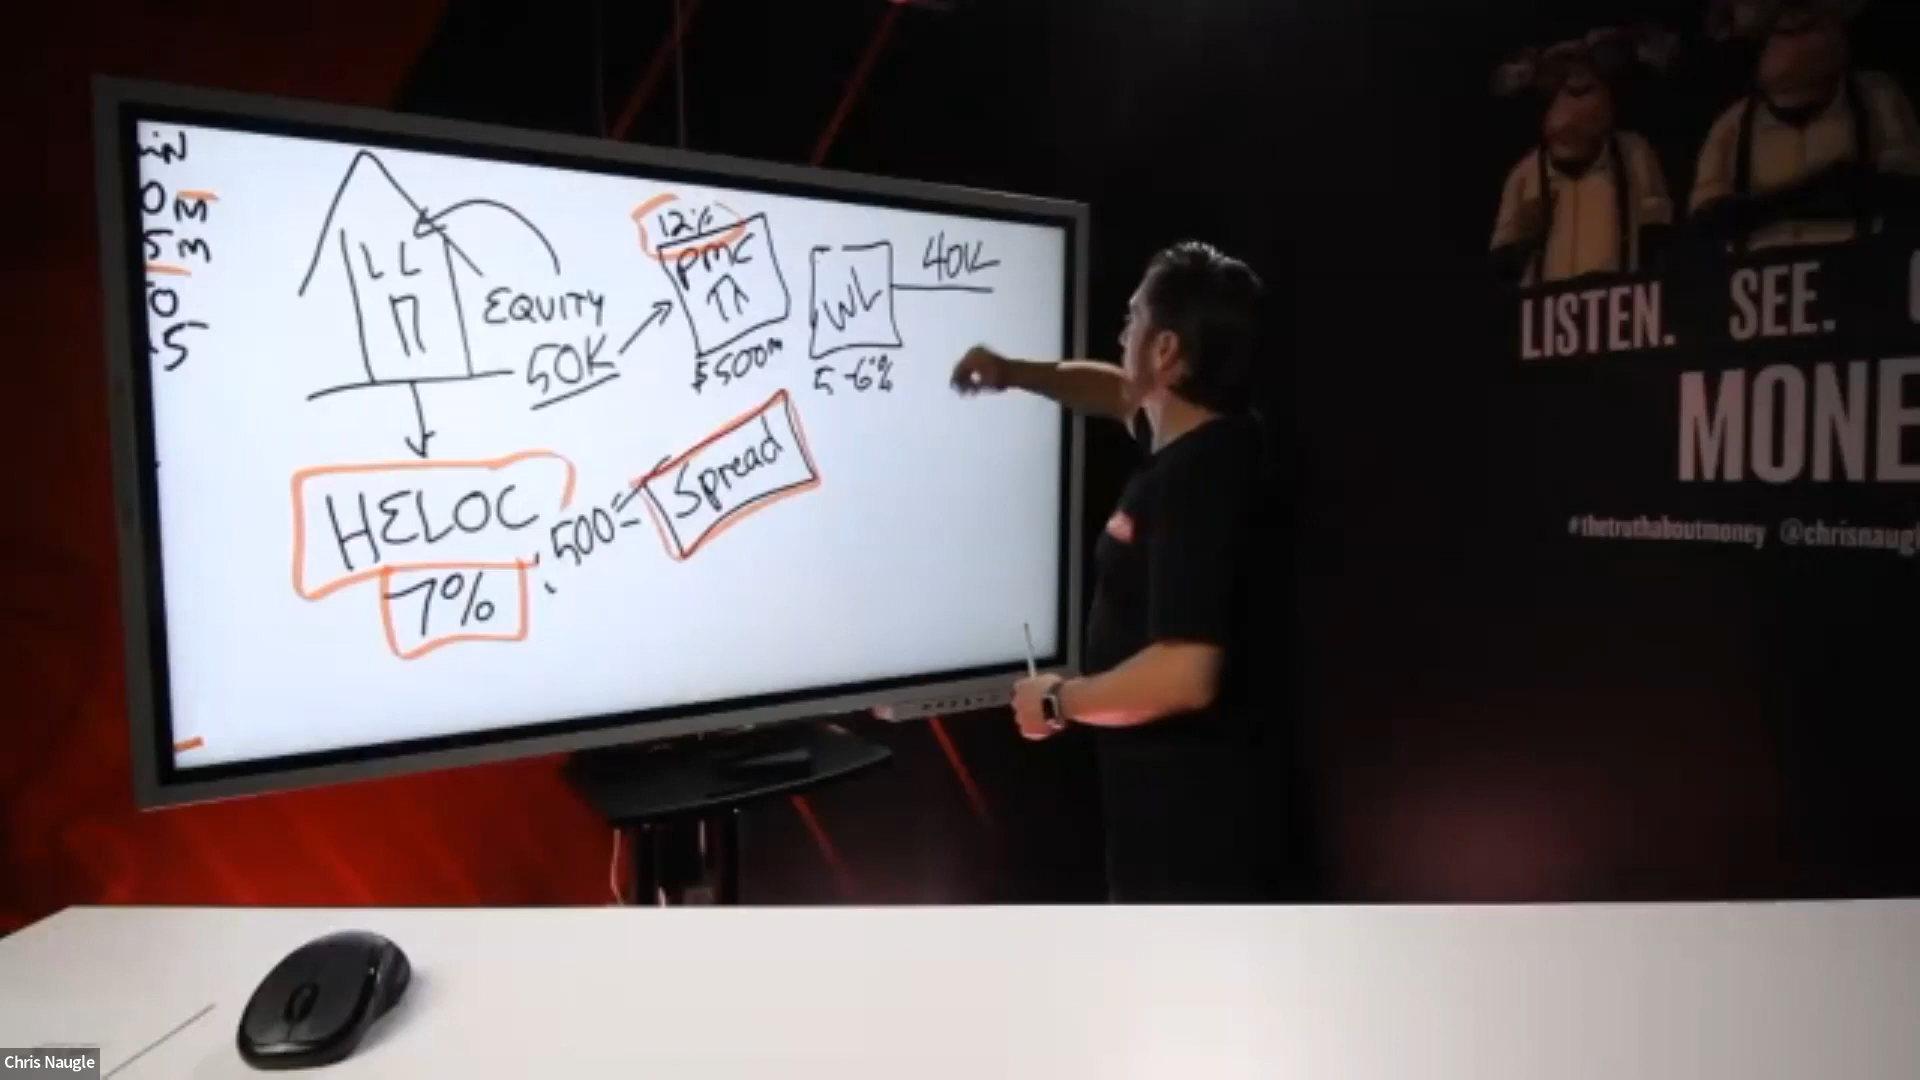 12%
PMC
$500m
WL
40K
5-6%
EQUITY
50K
HELOC
7%
500=
Spread
LISTEN. SEE.
MONE
#thetruthaboutmoney @chrisnaugl
Chris Naugle